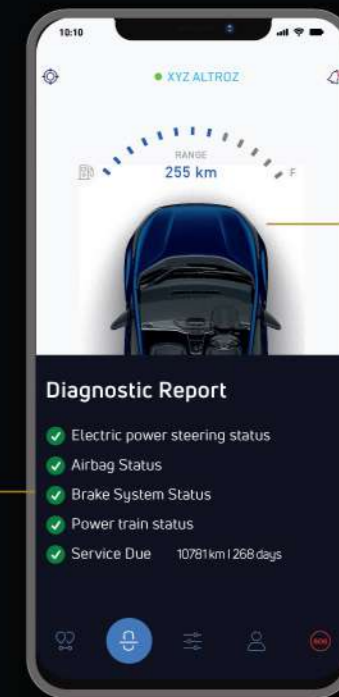 10:10
XYZ ALTROZ
RANGE
255 km
F
Diagnostic Report
Electric power steering status
Airbag Status
Brake System Status
Power train status
Service Due 10781 km | 268 days
SOS